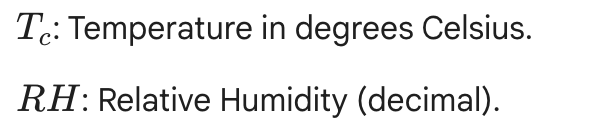 T_c: Temperature in degrees Celsius.
RH: Relative Humidity (decimal).